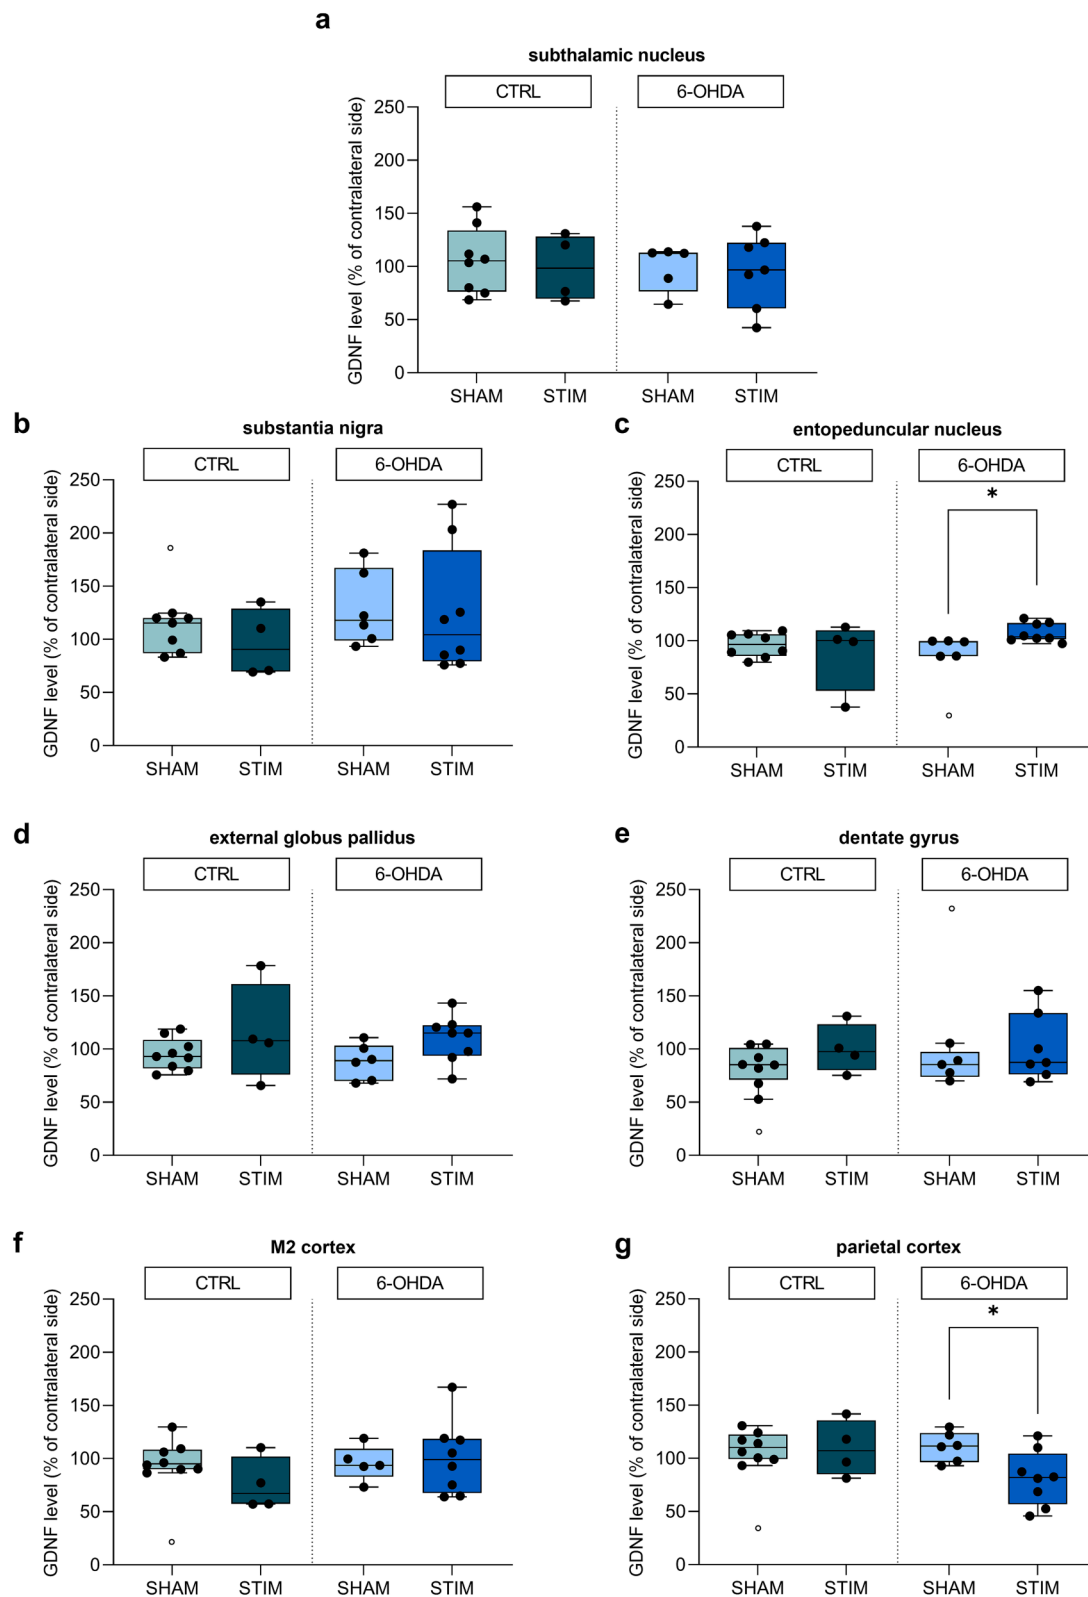 a
subthalamic nucleus
CTRL 6-OHDA
GDNF level (% of contralateral side)
250
200
150
100
50
0
SHAM STIM SHAM STIM
b
substantia nigra
CTRL 6-OHDA
GDNF level (% of contralateral side)
250
200
150
100
50
0
SHAM STIM SHAM STIM
c
entopeduncular nucleus
CTRL 6-OHDA
GDNF level (% of contralateral side)
250
200
150
100
50
0
*
SHAM STIM SHAM STIM
d
external globus pallidus
CTRL 6-OHDA
GDNF level (% of contralateral side)
250
200
150
100
50
0
SHAM STIM SHAM STIM
e
dentate gyrus
CTRL 6-OHDA
GDNF level (% of contralateral side)
250
200
150
100
50
0
SHAM STIM SHAM STIM
f
M2 cortex
CTRL 6-OHDA
GDNF level (% of contralateral side)
250
200
150
100
50
0
SHAM STIM SHAM STIM
g
parietal cortex
CTRL 6-OHDA
GDNF level (% of contralateral side)
250
200
150
100
50
0
*
SHAM STIM SHAM STIM